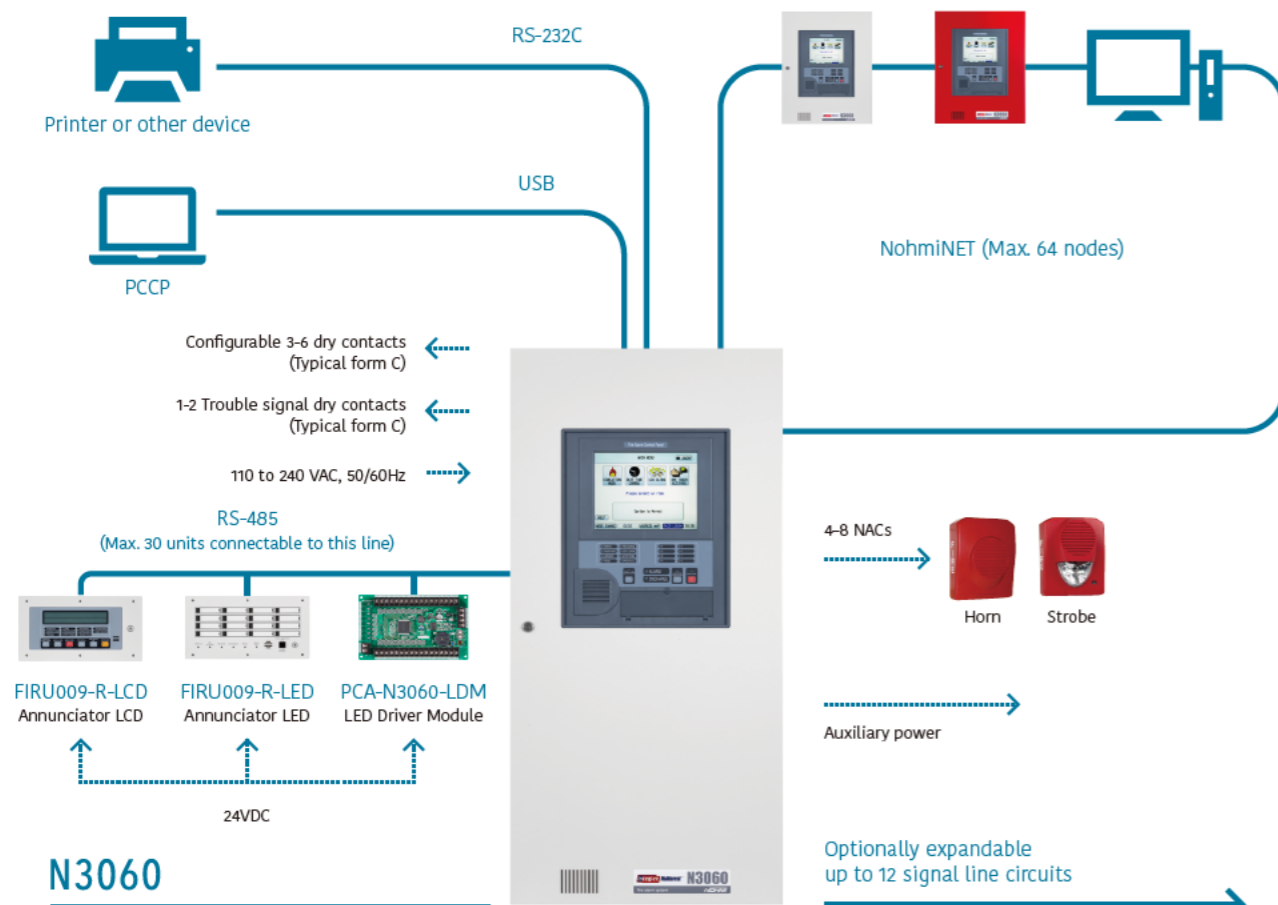 RS-232C
Printer or other device
USB
PCCP
NohmiNET (Max. 64 nodes)
Configurable 3-6 dry contacts
(Typical form C)
1-2 Trouble signal dry contacts
(Typical form C)
110 to 240 VAC, 50/60Hz
RS-485
(Max. 30 units connectable to this line)
FIRU009-R-LCD
Annunciator LCD
FIRU009-R-LED
Annunciator LED
PCA-N3060-LDM
LED Driver Module
24VDC
N3060
4-8 NACs
Horn
Strobe
Auxiliary power
Optionally expandable
up to 12 signal line circuits
N3060